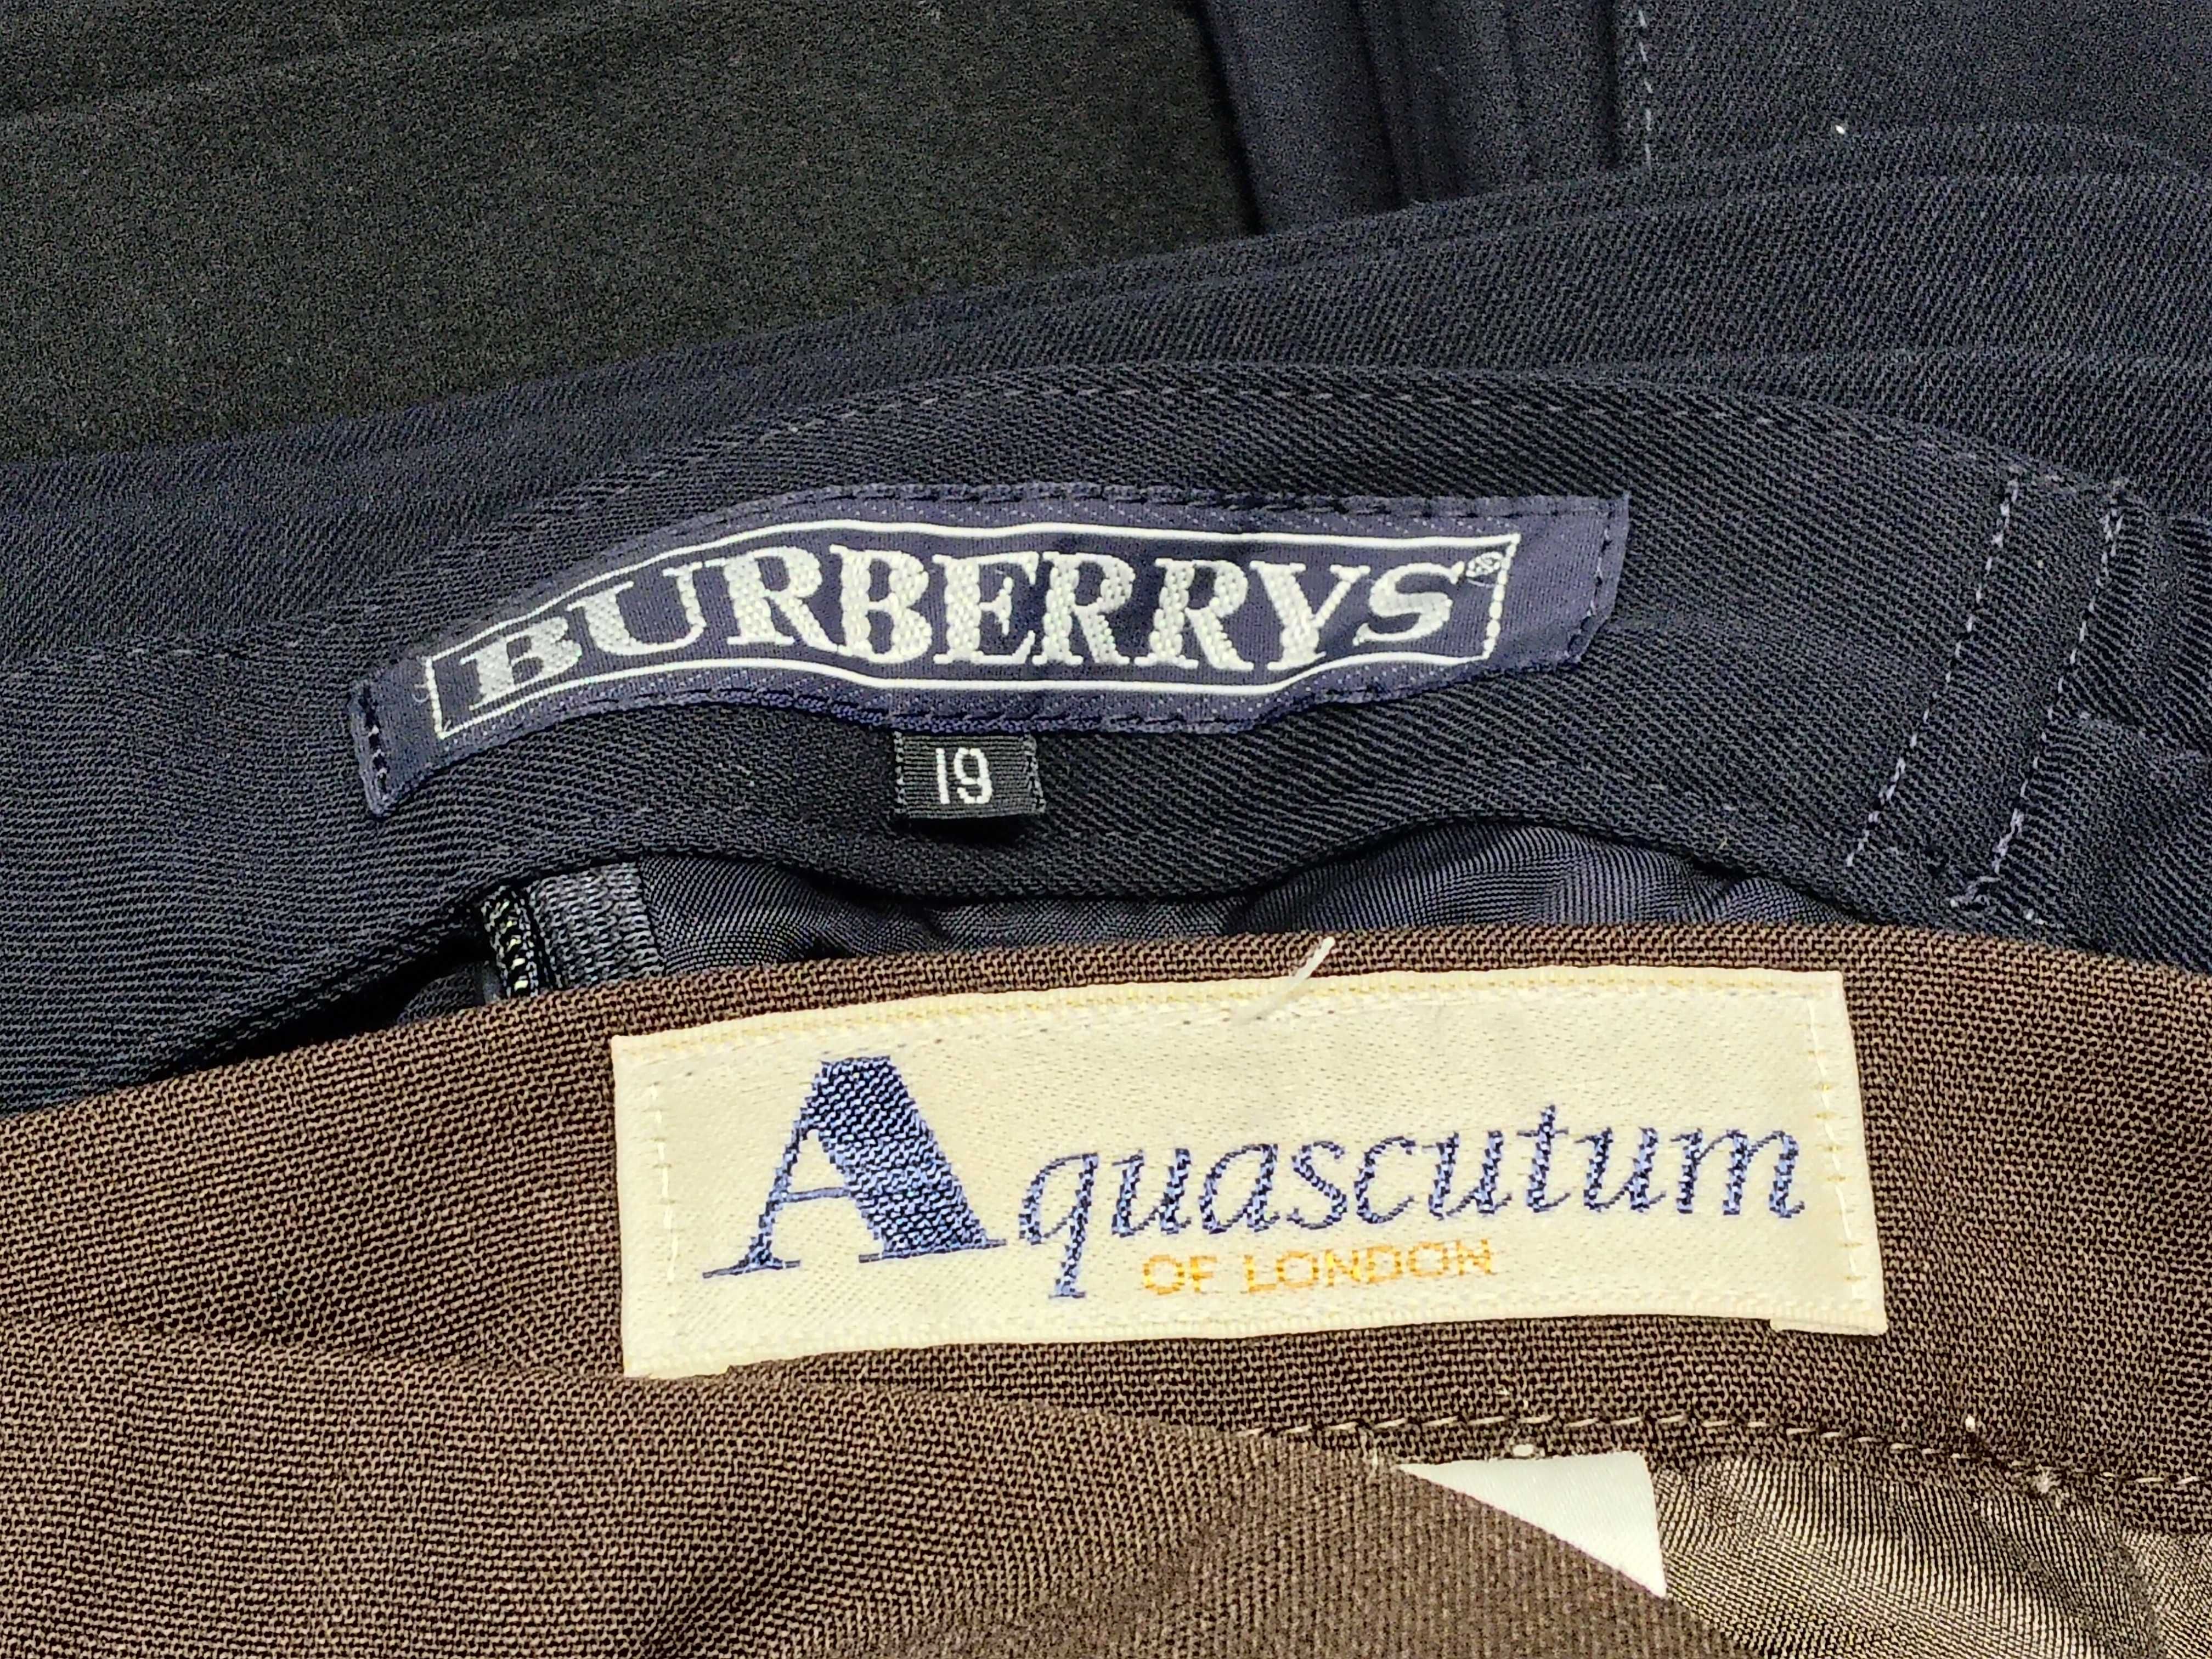 BURBERRYS®
19
Aquascutum
OF LONDON